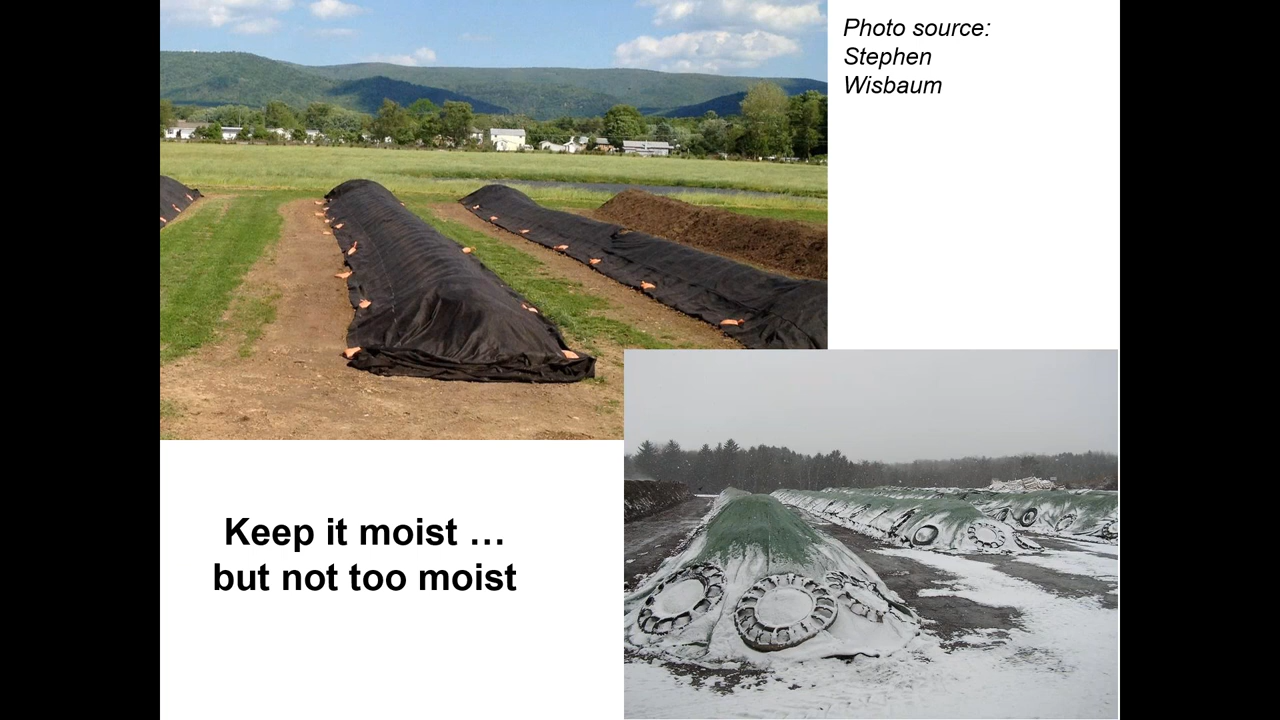 Photo source:
Stephen
Wisbaum
Keep it moist …
but not too moist